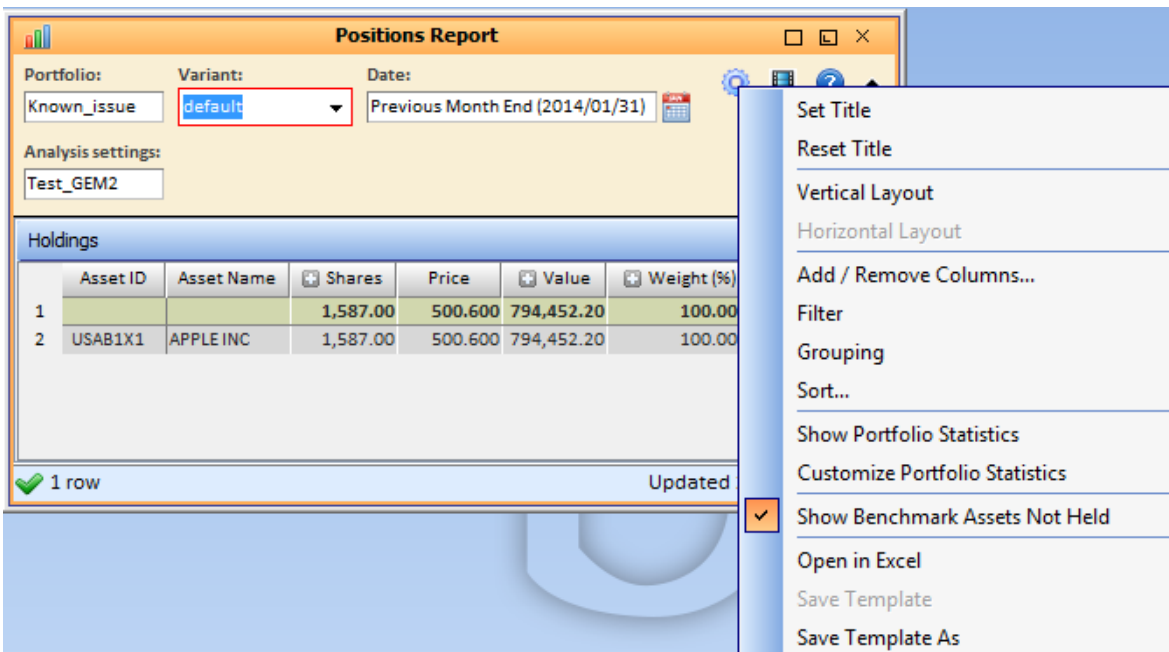 Positions Report
Portfolio: Variant: Date:
Known_issue default Previous Month End (2014/01/31)
Analysis settings:
Test_GEM2
Holdings
Asset ID Asset Name Shares Price Value Weight (%)
1 1,587.00 500.600 794,452.20 100.00
2 USAB1X1 APPLE INC 1,587.00 500.600 794,452.20 100.00
1 row Updated
Set Title
Reset Title
Vertical Layout
Horizontal Layout
Add / Remove Columns...
Filter
Grouping
Sort...
Show Portfolio Statistics
Customize Portfolio Statistics
Show Benchmark Assets Not Held
Open in Excel
Save Template
Save Template As